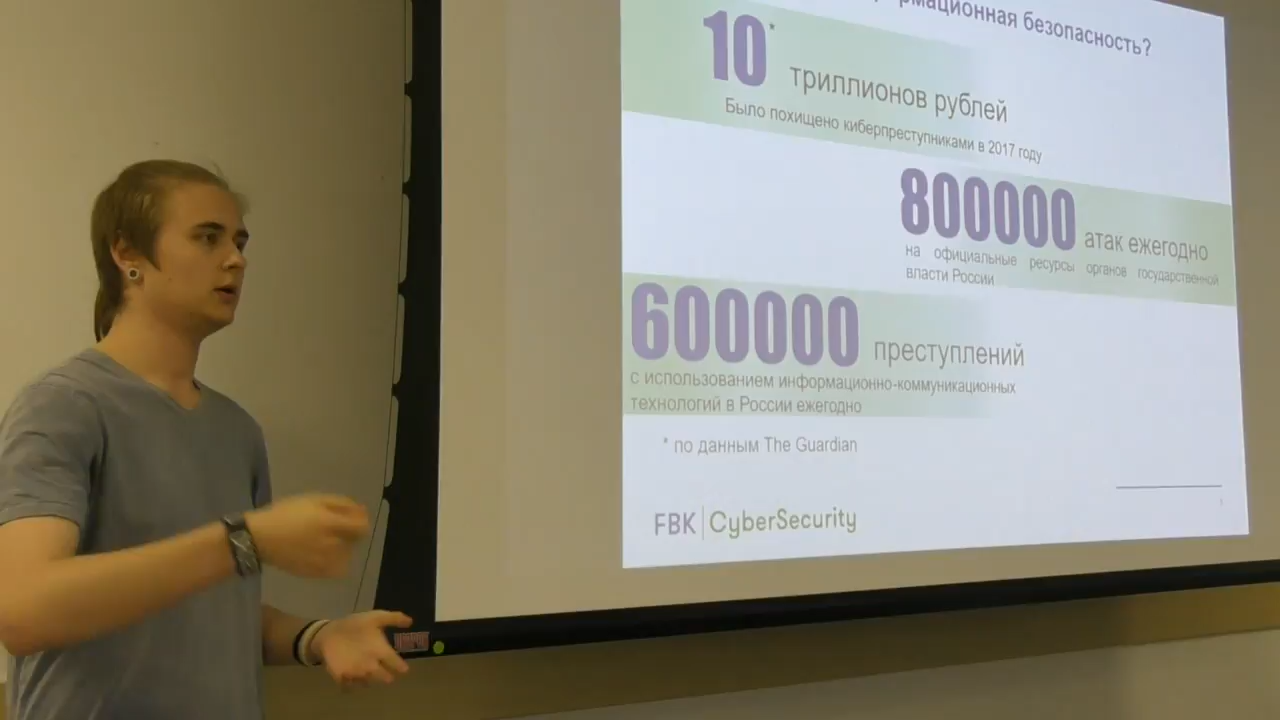 безопасность?
10*
триллионов рублей
Было похищено киберпреступниками в 2017 году
800000 атак ежегодно
на официальные ресурсы органов государственной
власти России
600000 преступлений
с использованием информационно-коммуникационных
технологий в России ежегодно
* по данным The Guardian
FBK | CyberSecurity